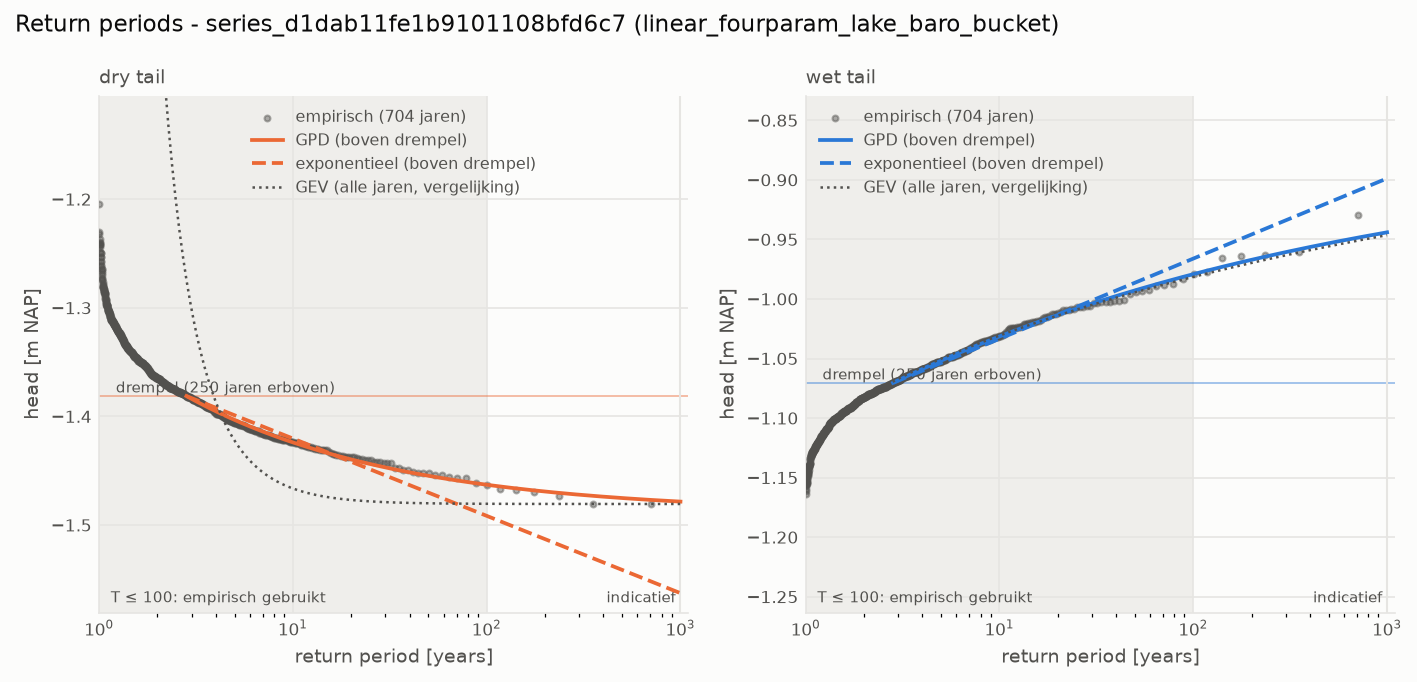 Return periods - series_d1dab11fe1b9101108bfd6c7 (linear_fourparam_lake_baro_bucket)
dry tail
empirisch (704 jaren)
GPD (boven drempel)
exponentieel (boven drempel)
GEV (alle jaren, vergelijking)
−1.2
−1.3
−1.4
−1.5
head [m NAP]
drempel (250 jaren erboven)
T ≤ 100: empirisch gebruikt
indicatief
10⁰
10¹
10²
10³
return period [years]
wet tail
empirisch (704 jaren)
GPD (boven drempel)
exponentieel (boven drempel)
GEV (alle jaren, vergelijking)
−0.85
−0.90
−0.95
−1.00
−1.05
−1.10
−1.15
−1.20
−1.25
head [m NAP]
drempel (250 jaren erboven)
T ≤ 100: empirisch gebruikt
indicatief
10⁰
10¹
10²
10³
return period [years]